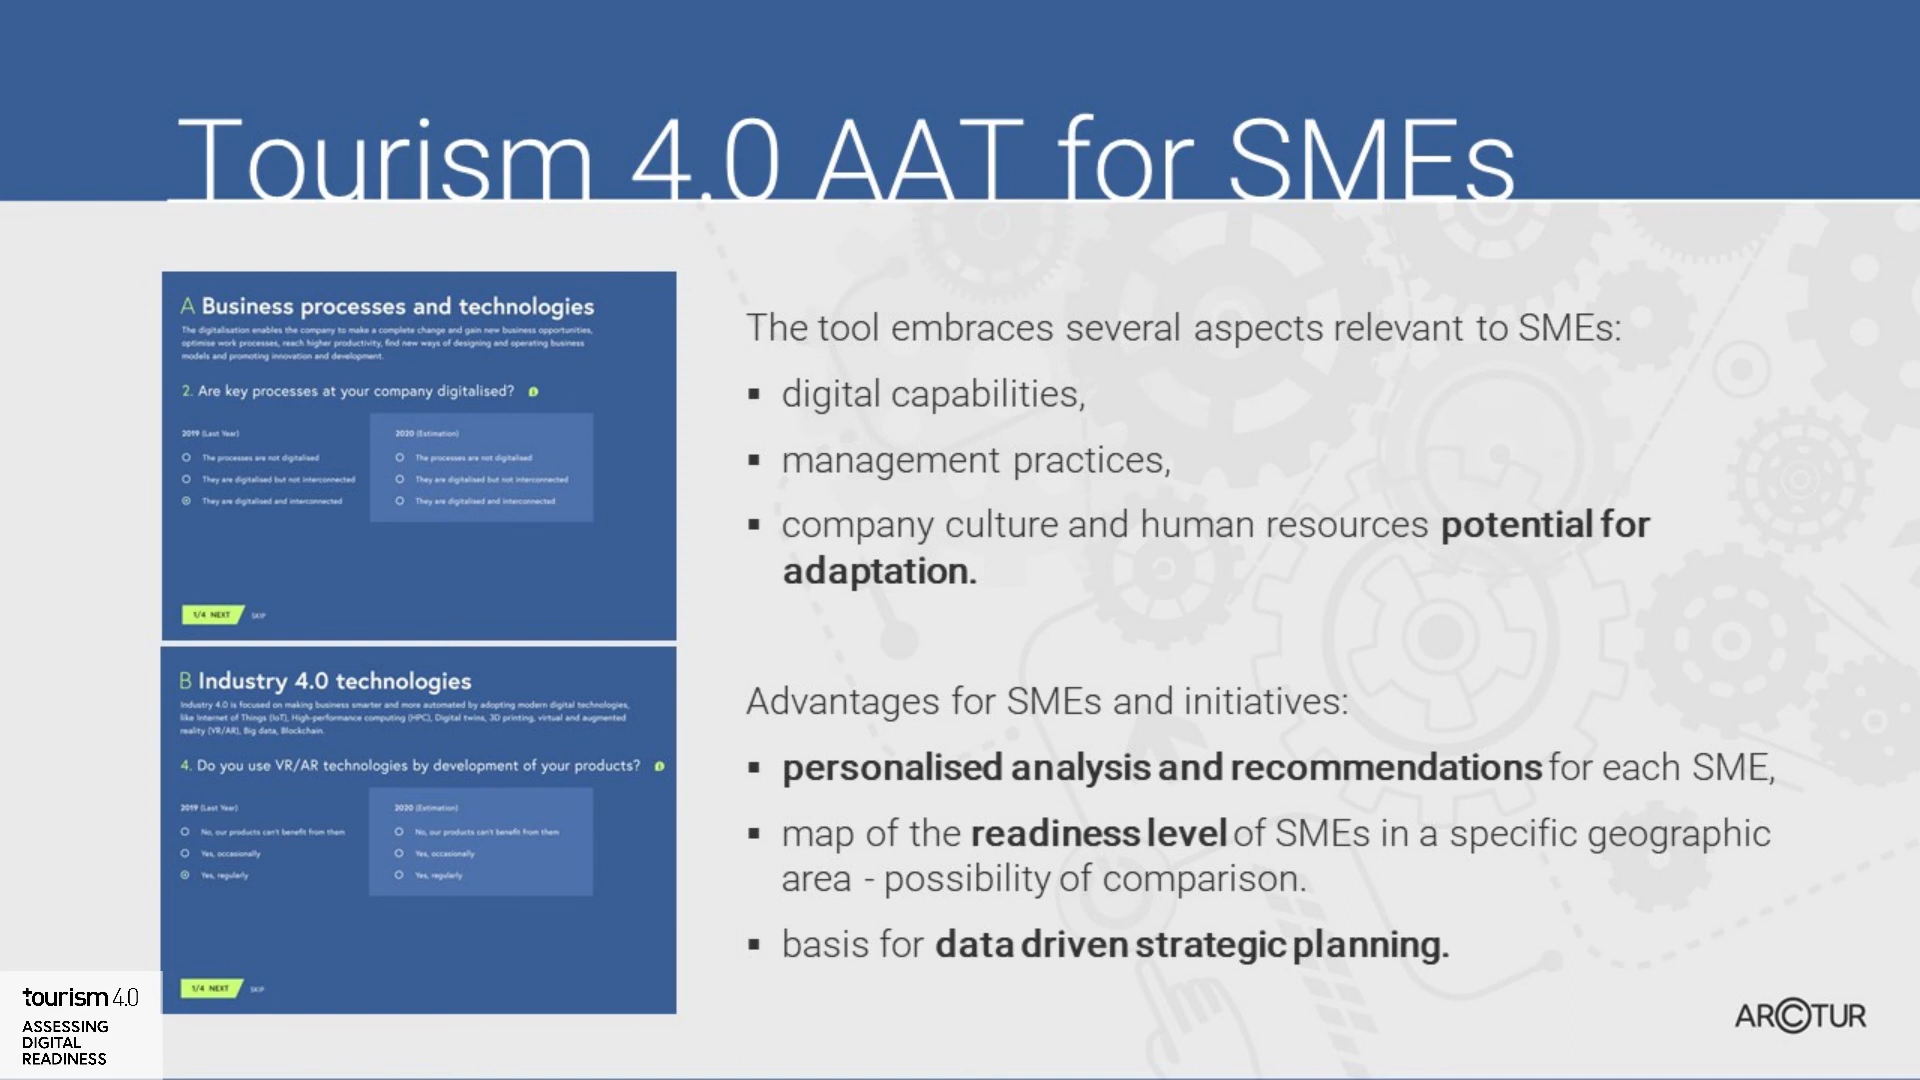 Tourism 4.0 AAT for SMEs
A Business processes and technologies
The digitalisation enables the company to make a complete change and gain new business opportunities,
optimise work processes, reach higher productivity, find new ways of designing and operating business
models and promoting innovation and development.
2. Are key processes at your company digitalised?
2019 (Last Year)
The processes are not digitalised
They are digitalised but not interconnected
They are digitalised and interconnected
2020 (Estimation)
The processes are not digitalised
They are digitalised but not interconnected
They are digitalised and interconnected
1/4 NEXT SKIP
B Industry 4.0 technologies
Industry 4.0 is focused on making business smarter and more automated by adopting modern digital technologies,
like Internet of Things (IoT), High-performance computing (HPC), Digital twins, 3D printing, virtual and augmented
reality (VR/AR), Big data, Blockchain.
4. Do you use VR/AR technologies by development of your products?
2019 (Last Year)
No, our products can't benefit from them
Yes, occasionally
Yes, regularly
2020 (Estimation)
No, our products can't benefit from them
Yes, occasionally
Yes, regularly
1/4 NEXT SKIP
The tool embraces several aspects relevant to SMEs:
▪ digital capabilities,
▪ management practices,
▪ company culture and human resources potential for
adaptation.
Advantages for SMEs and initiatives:
▪ personalised analysis and recommendations for each SME,
▪ map of the readiness level of SMEs in a specific geographic
area - possibility of comparison.
▪ basis for data driven strategic planning.
tourism 4.0
ASSESSING
DIGITAL
READINESS
ARCTUR